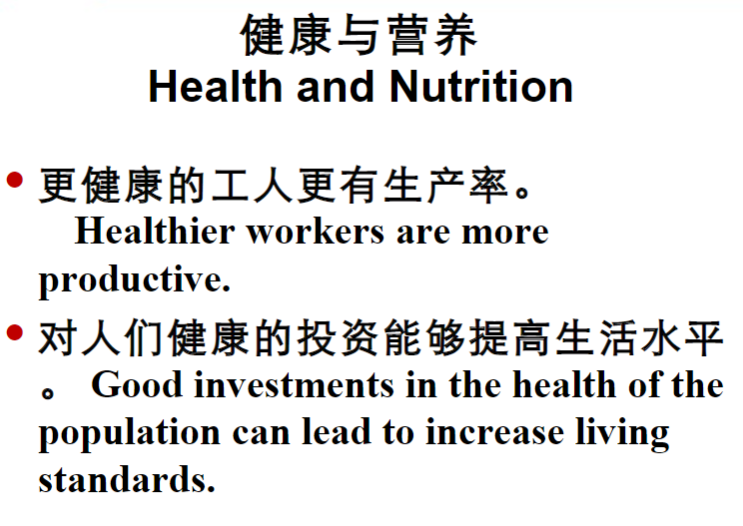 健康与营养
Health and Nutrition
• 更健康的工人更有生产率。
Healthier workers are more
productive.
• 对人们健康的投资能够提高生活水平
。 Good investments in the health of the
population can lead to increase living
standards.